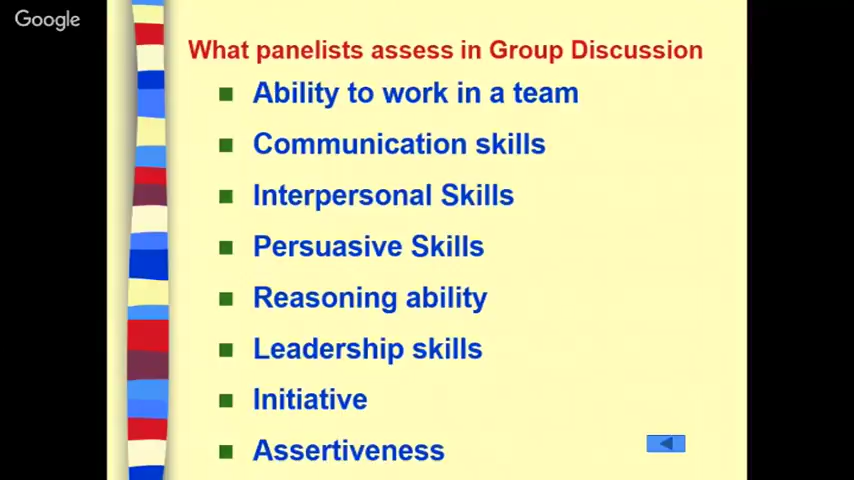 Google
What panelists assess in Group Discussion
Ability to work in a team
Communication skills
Interpersonal Skills
Persuasive Skills
Reasoning ability
Leadership skills
Initiative
Assertiveness